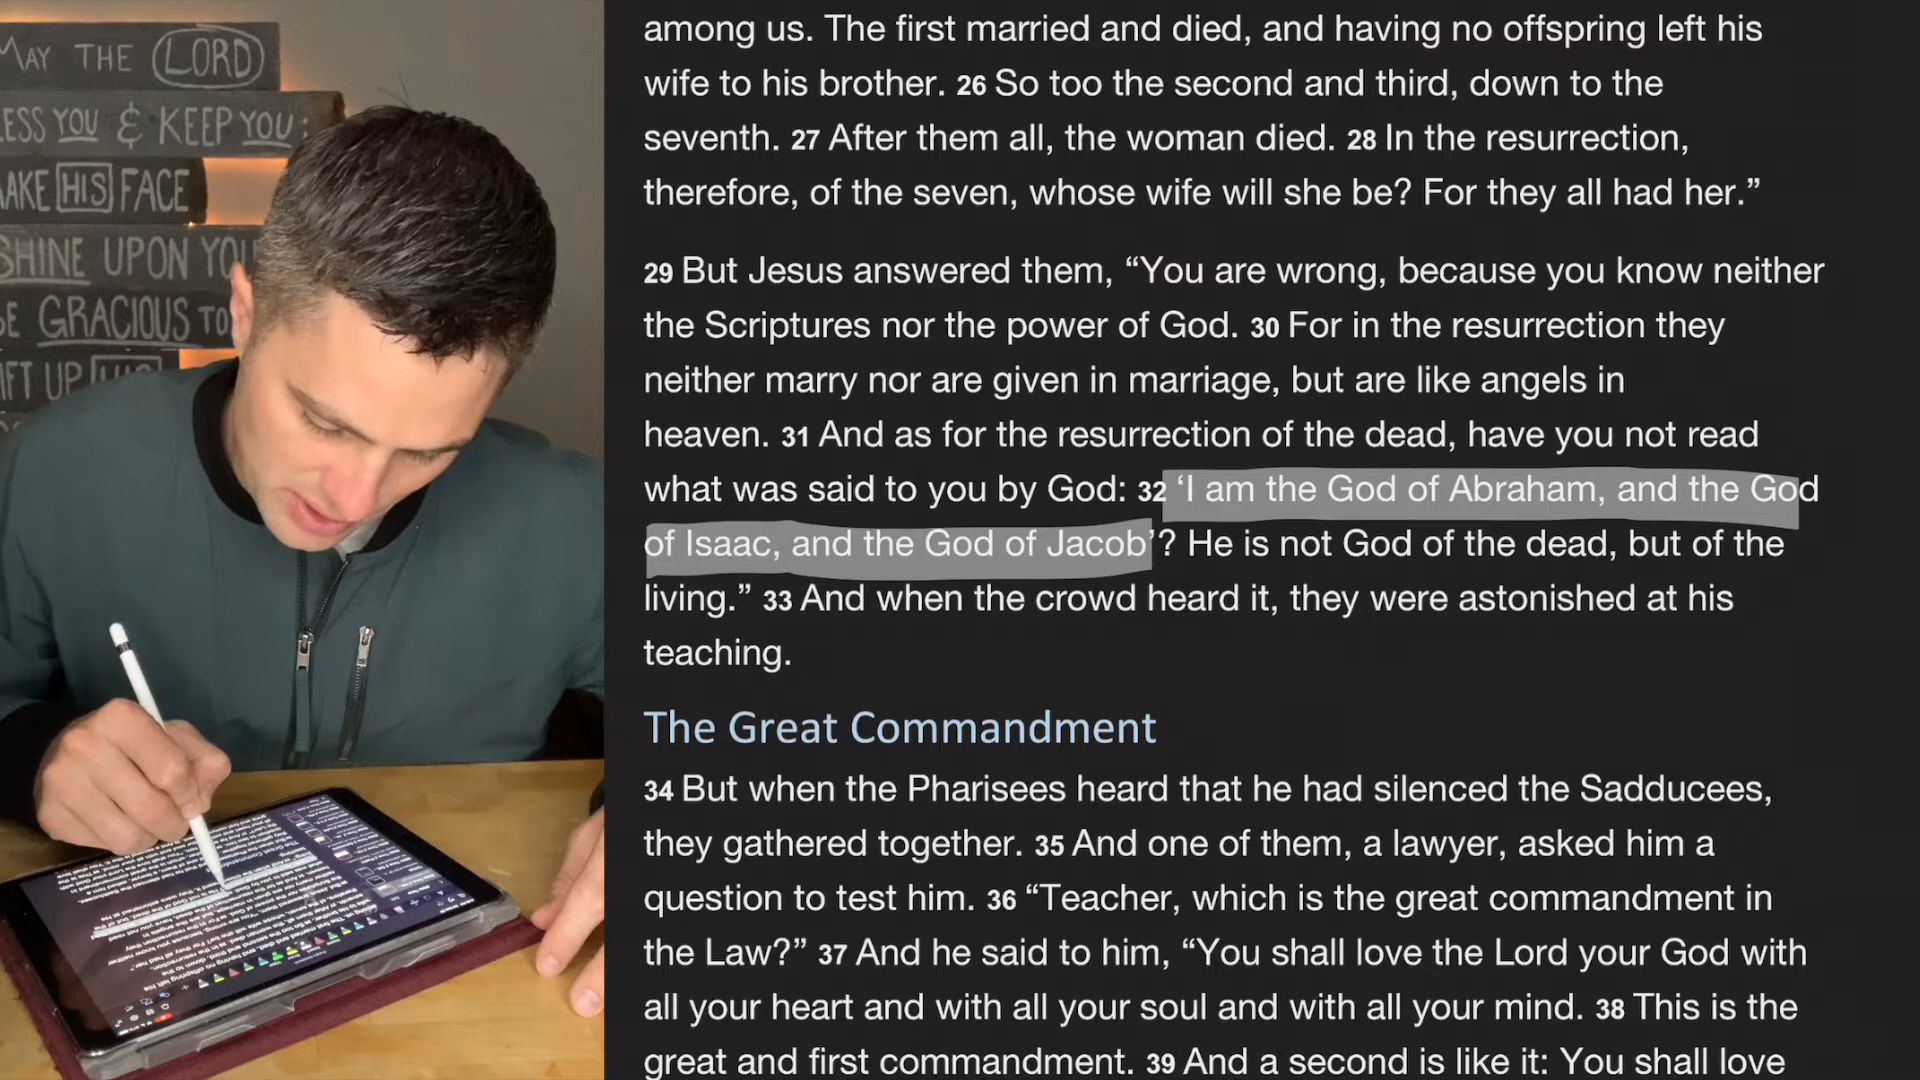 MAY THE LORD
LESS YOU & KEEP YOU:
MAKE HIS FACE
SHINE UPON YOU
BE GRACIOUS TO
LIFT UP HIS
among us. The first married and died, and having no offspring left his
wife to his brother. 26 So too the second and third, down to the
seventh. 27 After them all, the woman died. 28 In the resurrection,
therefore, of the seven, whose wife will she be? For they all had her.”
29 But Jesus answered them, “You are wrong, because you know neither
the Scriptures nor the power of God. 30 For in the resurrection they
neither marry nor are given in marriage, but are like angels in
heaven. 31 And as for the resurrection of the dead, have you not read
what was said to you by God: 32 ‘I am the God of Abraham, and the God
of Isaac, and the God of Jacob’? He is not God of the dead, but of the
living.” 33 And when the crowd heard it, they were astonished at his
teaching.
The Great Commandment
34 But when the Pharisees heard that he had silenced the Sadducees,
they gathered together. 35 And one of them, a lawyer, asked him a
question to test him. 36 “Teacher, which is the great commandment in
the Law?” 37 And he said to him, “You shall love the Lord your God with
all your heart and with all your soul and with all your mind. 38 This is the
great and first commandment. 39 And a second is like it: You shall love